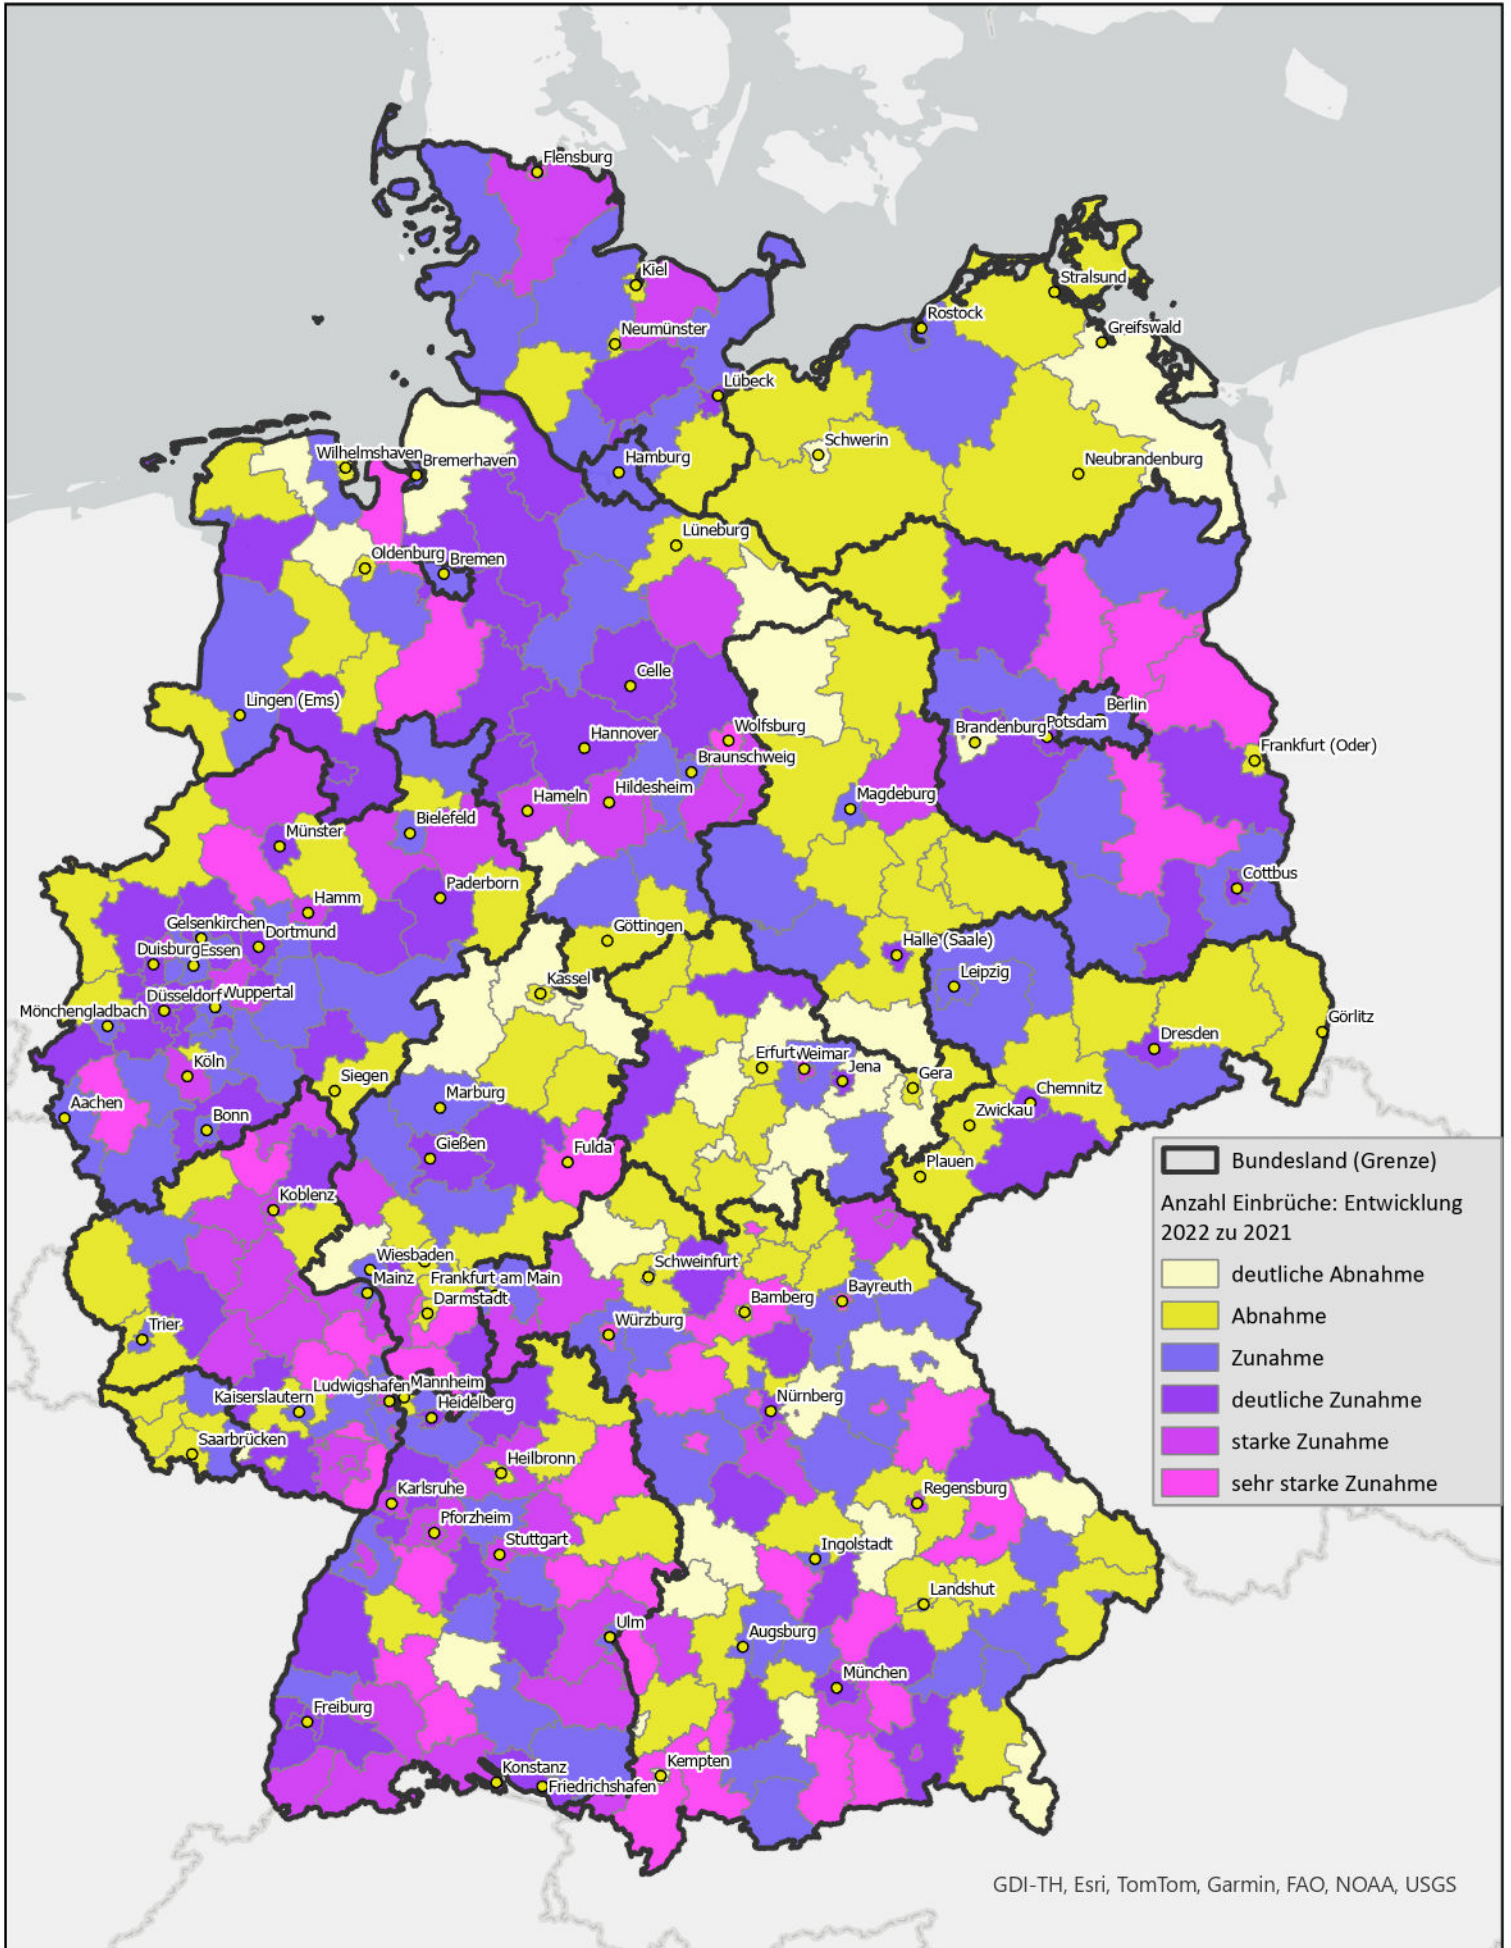 Flensburg
Kiel
Stralsund
Rostock
Neumünster
Greifswald
Lübeck
Schwerin
Wilhelmshaven
Bremerhaven
Hamburg
Neubrandenburg
Lüneburg
Oldenburg
Bremen
Celle
Lingen (Ems)
Berlin
Hannover
Wolfsburg
Brandenburg
Potsdam
Braunschweig
Frankfurt (Oder)
Hameln
Hildesheim
Magdeburg
Bielefeld
Münster
Cottbus
Paderborn
Hamm
Gelsenkirchen
Dortmund
Göttingen
Halle (Saale)
Duisburg
Essen
Leipzig
Kassel
Düsseldorf
Wuppertal
Mönchengladbach
Görlitz
Dresden
Köln
Erfurt
Weimar
Jena
Gera
Siegen
Chemnitz
Aachen
Marburg
Zwickau
Bonn
Gießen
Fulda
Plauen
Koblenz
Wiesbaden
Schweinfurt
Mainz
Frankfurt am Main
Bayreuth
Darmstadt
Bamberg
Trier
Würzburg
Ludwigshafen
Mannheim
Kaiserslautern
Heidelberg
Nürnberg
Saarbrücken
Heilbronn
Karlsruhe
Regensburg
Pforzheim
Stuttgart
Ingolstadt
Landshut
Ulm
Augsburg
München
Freiburg
Kempten
Konstanz
Friedrichshafen
Bundesland (Grenze)
Anzahl Einbrüche: Entwicklung
2022 zu 2021
deutliche Abnahme
Abnahme
Zunahme
deutliche Zunahme
starke Zunahme
sehr starke Zunahme
GDI-TH, Esri, TomTom, Garmin, FAO, NOAA, USGS